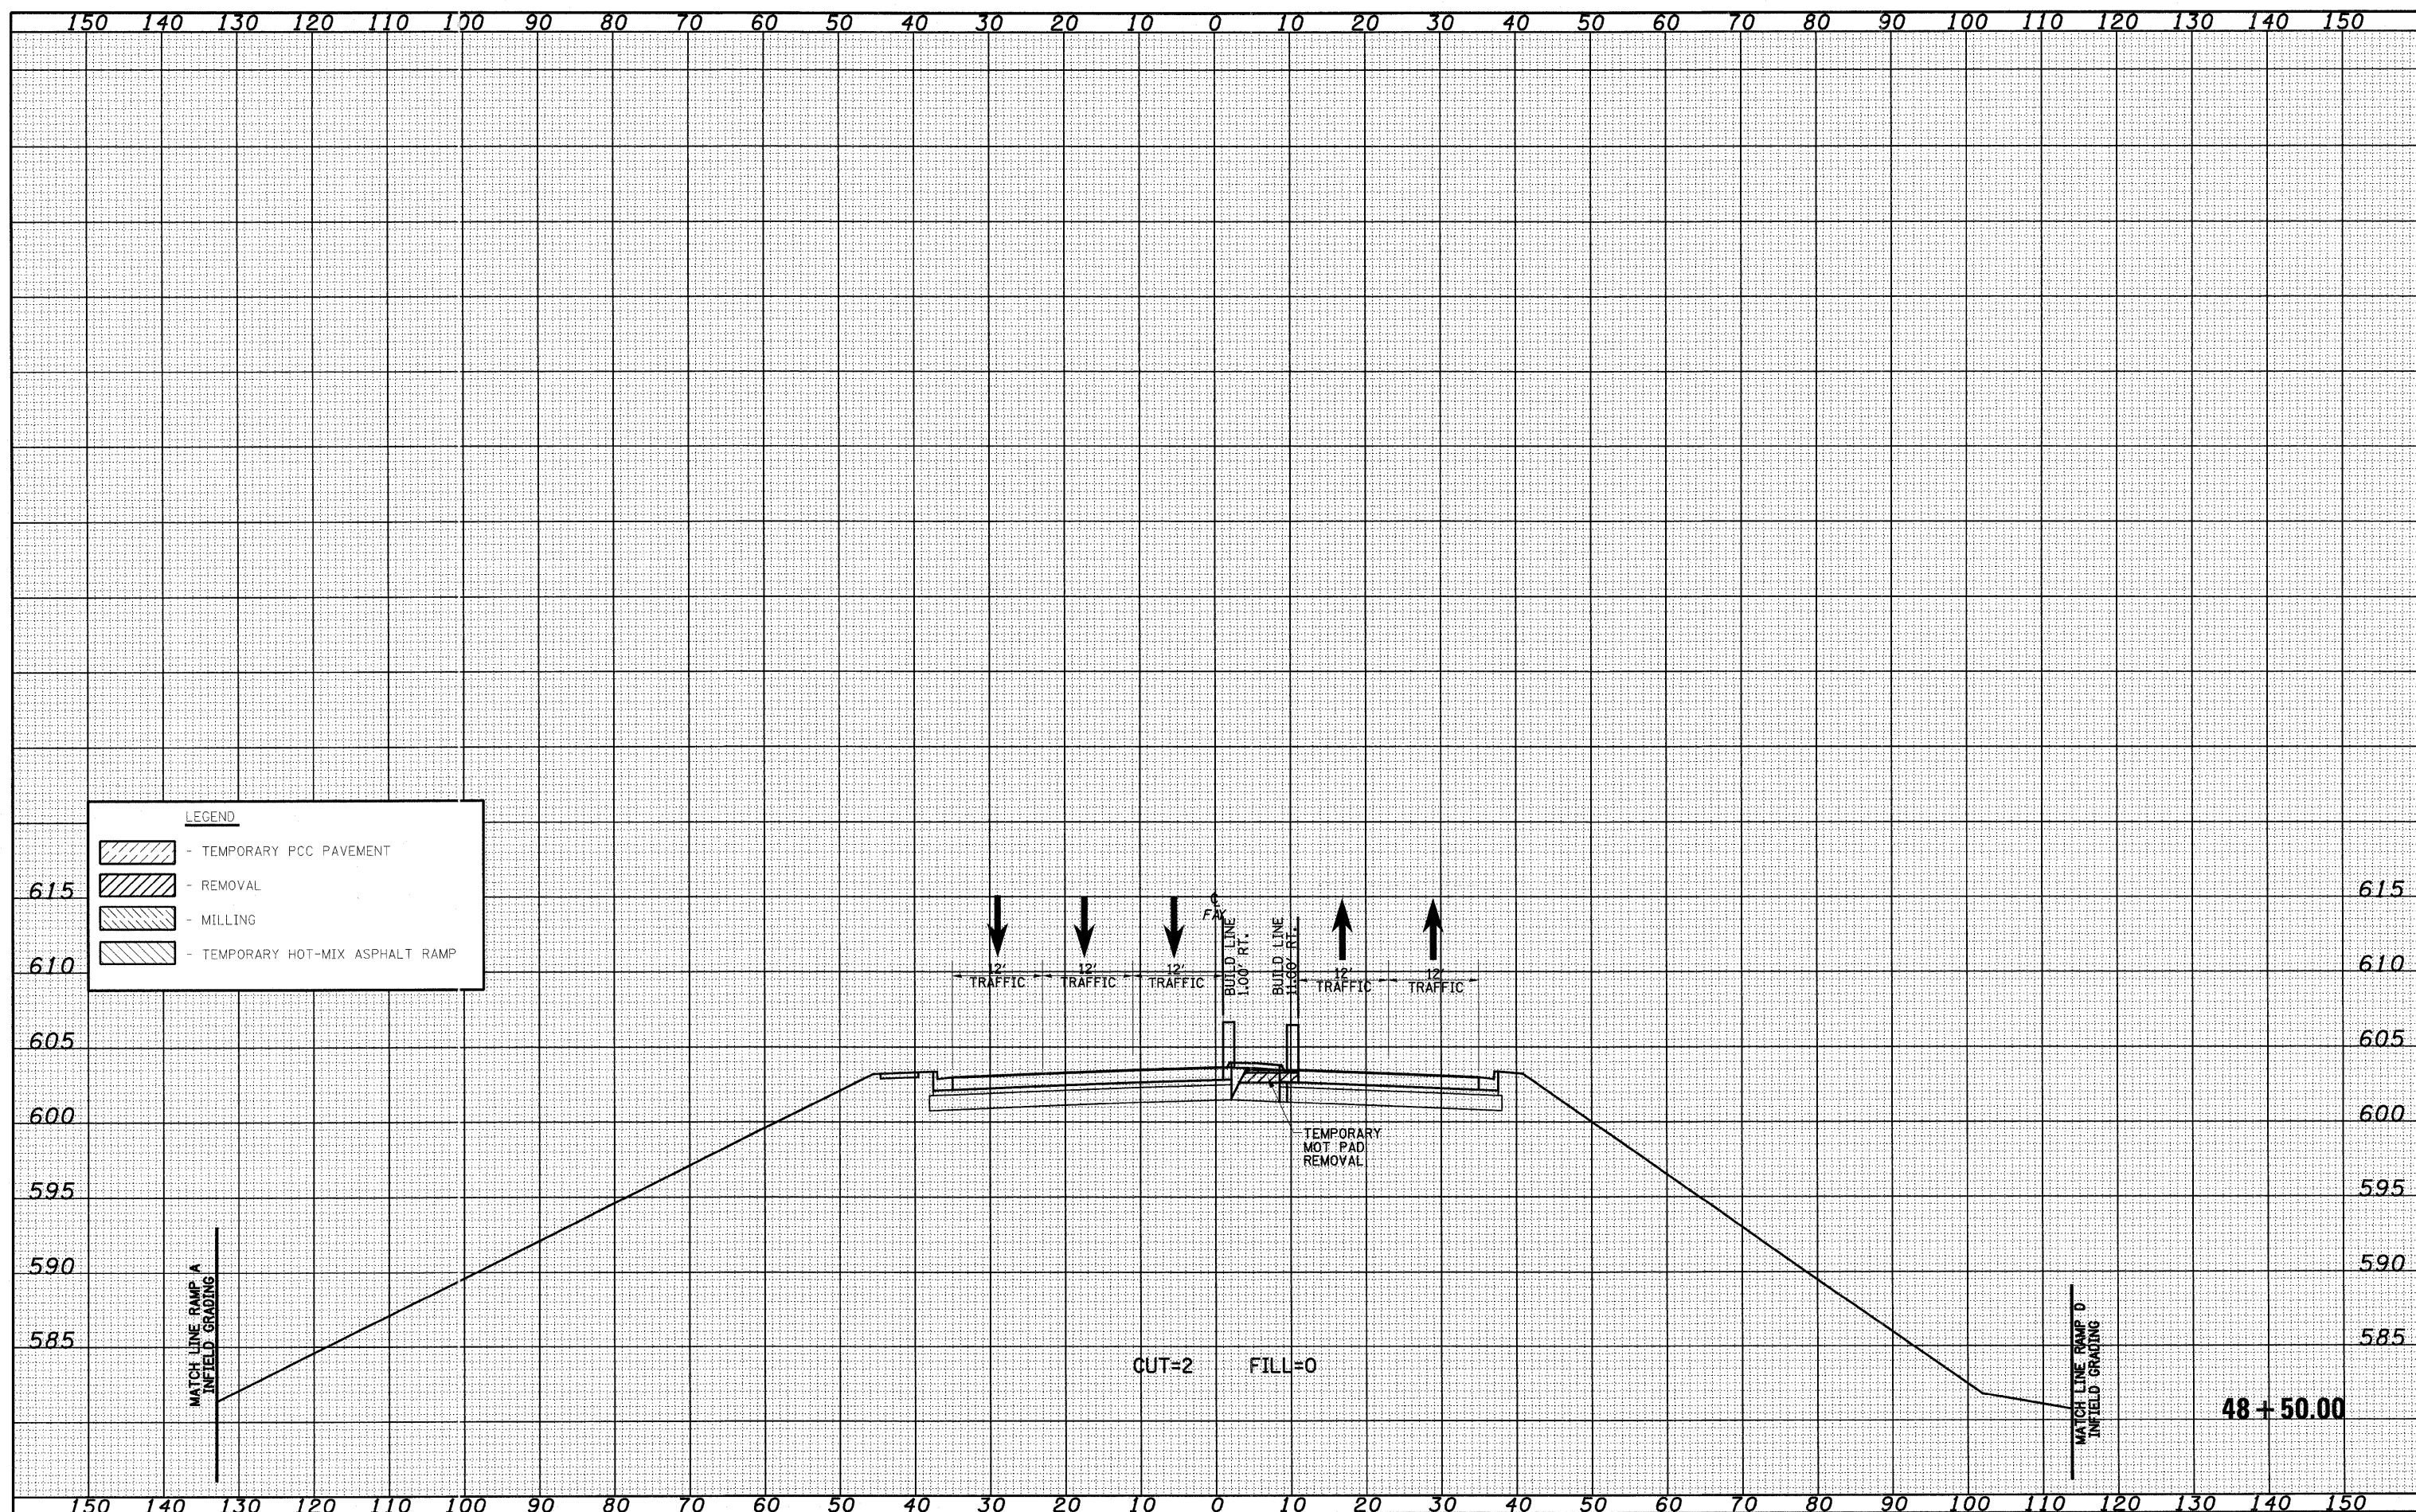 150 140 130 120 110 100 90 80 70 60 50 40 30 20 10 0 10 20 30 40 50 60 70 80 90 100 110 120 130 140 150
LEGEND
- TEMPORARY PCC PAVEMENT
- REMOVAL
- MILLING
- TEMPORARY HOT-MIX ASPHALT RAMP
615 615
℄
FAX
BUILD LINE
1.00' RT.
BUILD LINE
11.00' RT.
610 610
12'
TRAFFIC
12'
TRAFFIC
12'
TRAFFIC
12'
TRAFFIC
12'
TRAFFIC
605 605
600 600
TEMPORARY
MOT PAD
REMOVAL
595 595
590 590
585 585
MATCH LINE RAMP A
INFIELD GRADING
CUT=2 FILL=0
MATCH LINE RAMP D
INFIELD GRADING
48+50.00
150 140 130 120 110 100 90 80 70 60 50 40 30 20 10 0 10 20 30 40 50 60 70 80 90 100 110 120 130 140 150